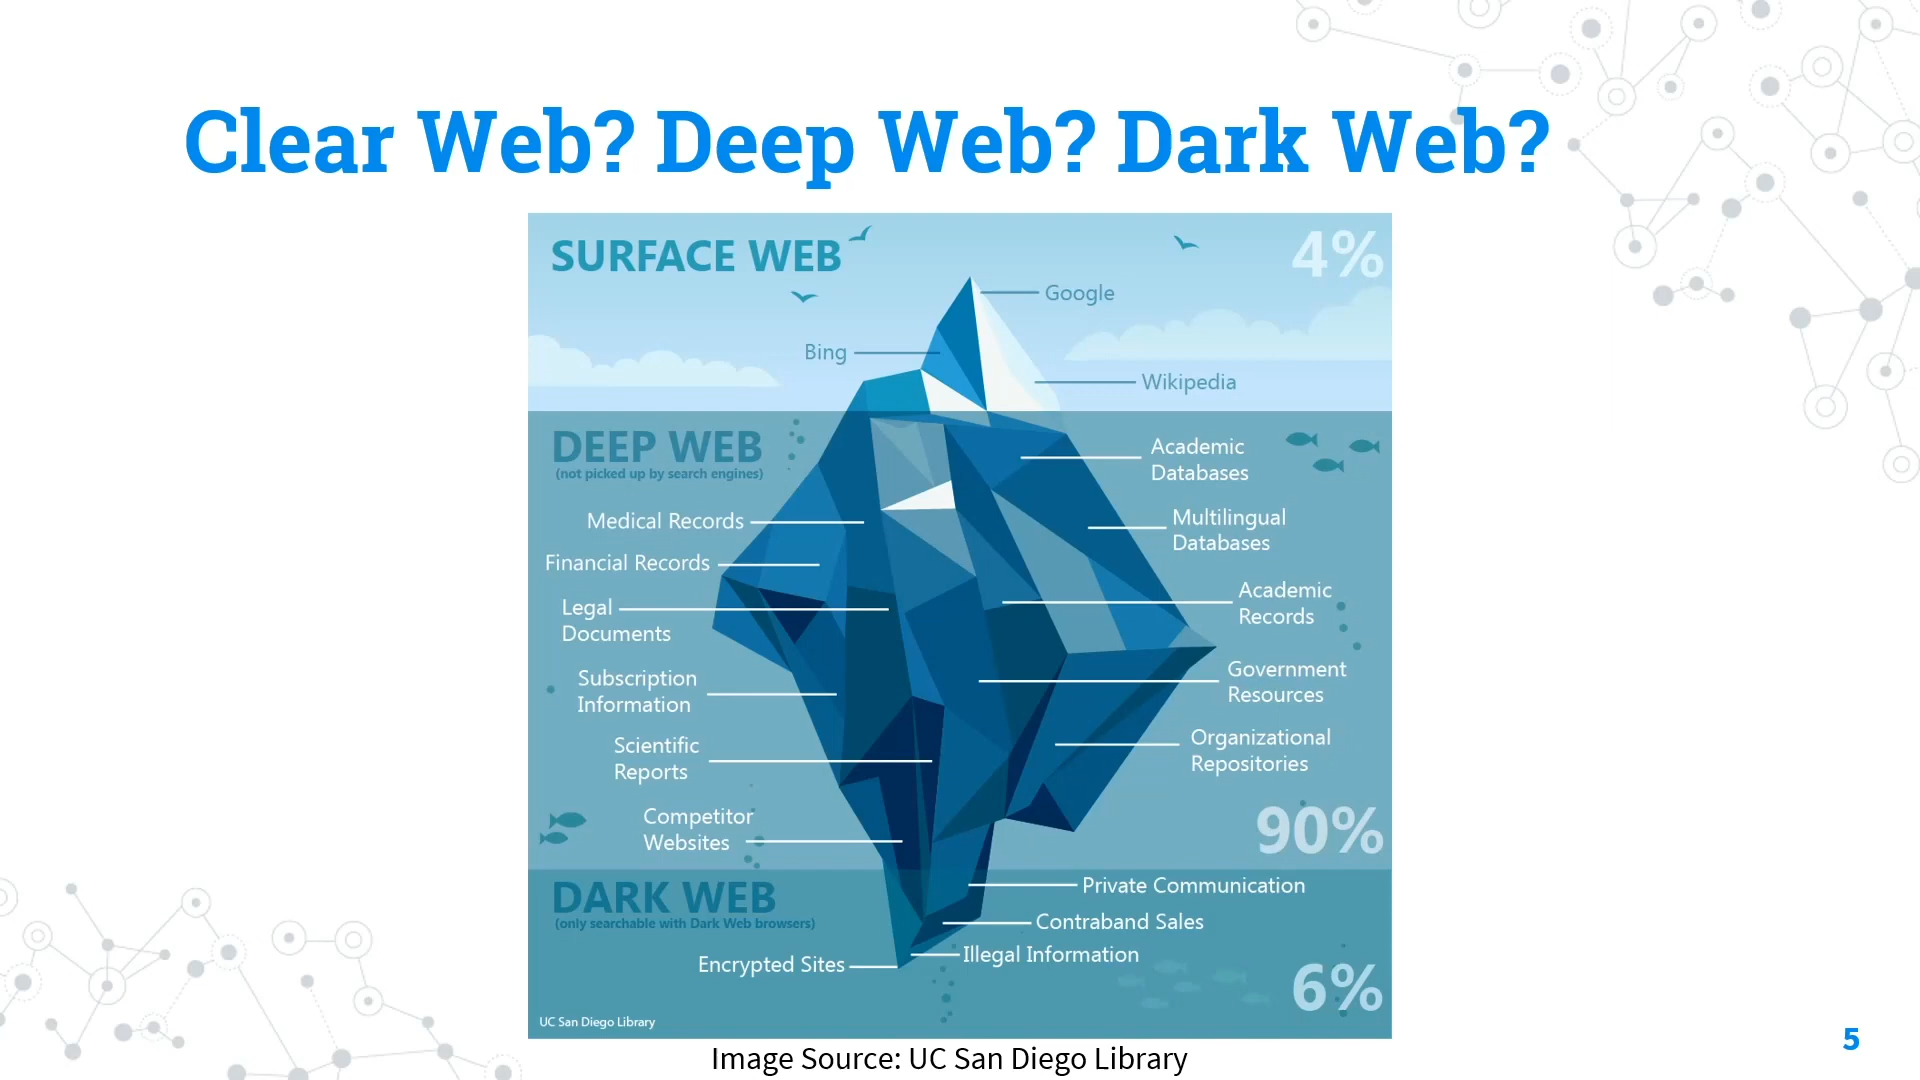 Clear Web? Deep Web? Dark Web?
SURFACE WEB
4%
Google
Bing
Wikipedia
DEEP WEB
(not picked up by search engines)
Academic
Databases
Medical Records
Multilingual
Databases
Financial Records
Academic
Records
Legal
Documents
Government
Resources
Subscription
Information
Organizational
Repositories
Scientific
Reports
Competitor
Websites
90%
DARK WEB
(only searchable with Dark Web browsers)
Private Communication
Contraband Sales
Illegal Information
Encrypted Sites
6%
UC San Diego Library
Image Source: UC San Diego Library
5